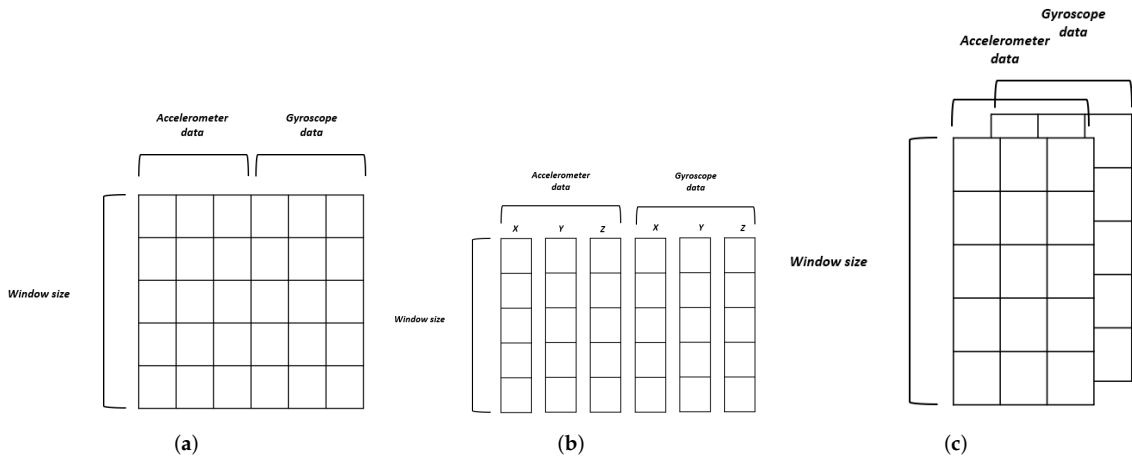 Accelerometer
data
Gyroscope
data
Window size
(a)
Accelerometer
data
Gyroscope
data
X Y Z X Y Z
Window size
(b)
Gyroscope
data
Accelerometer
data
Window size
(c)